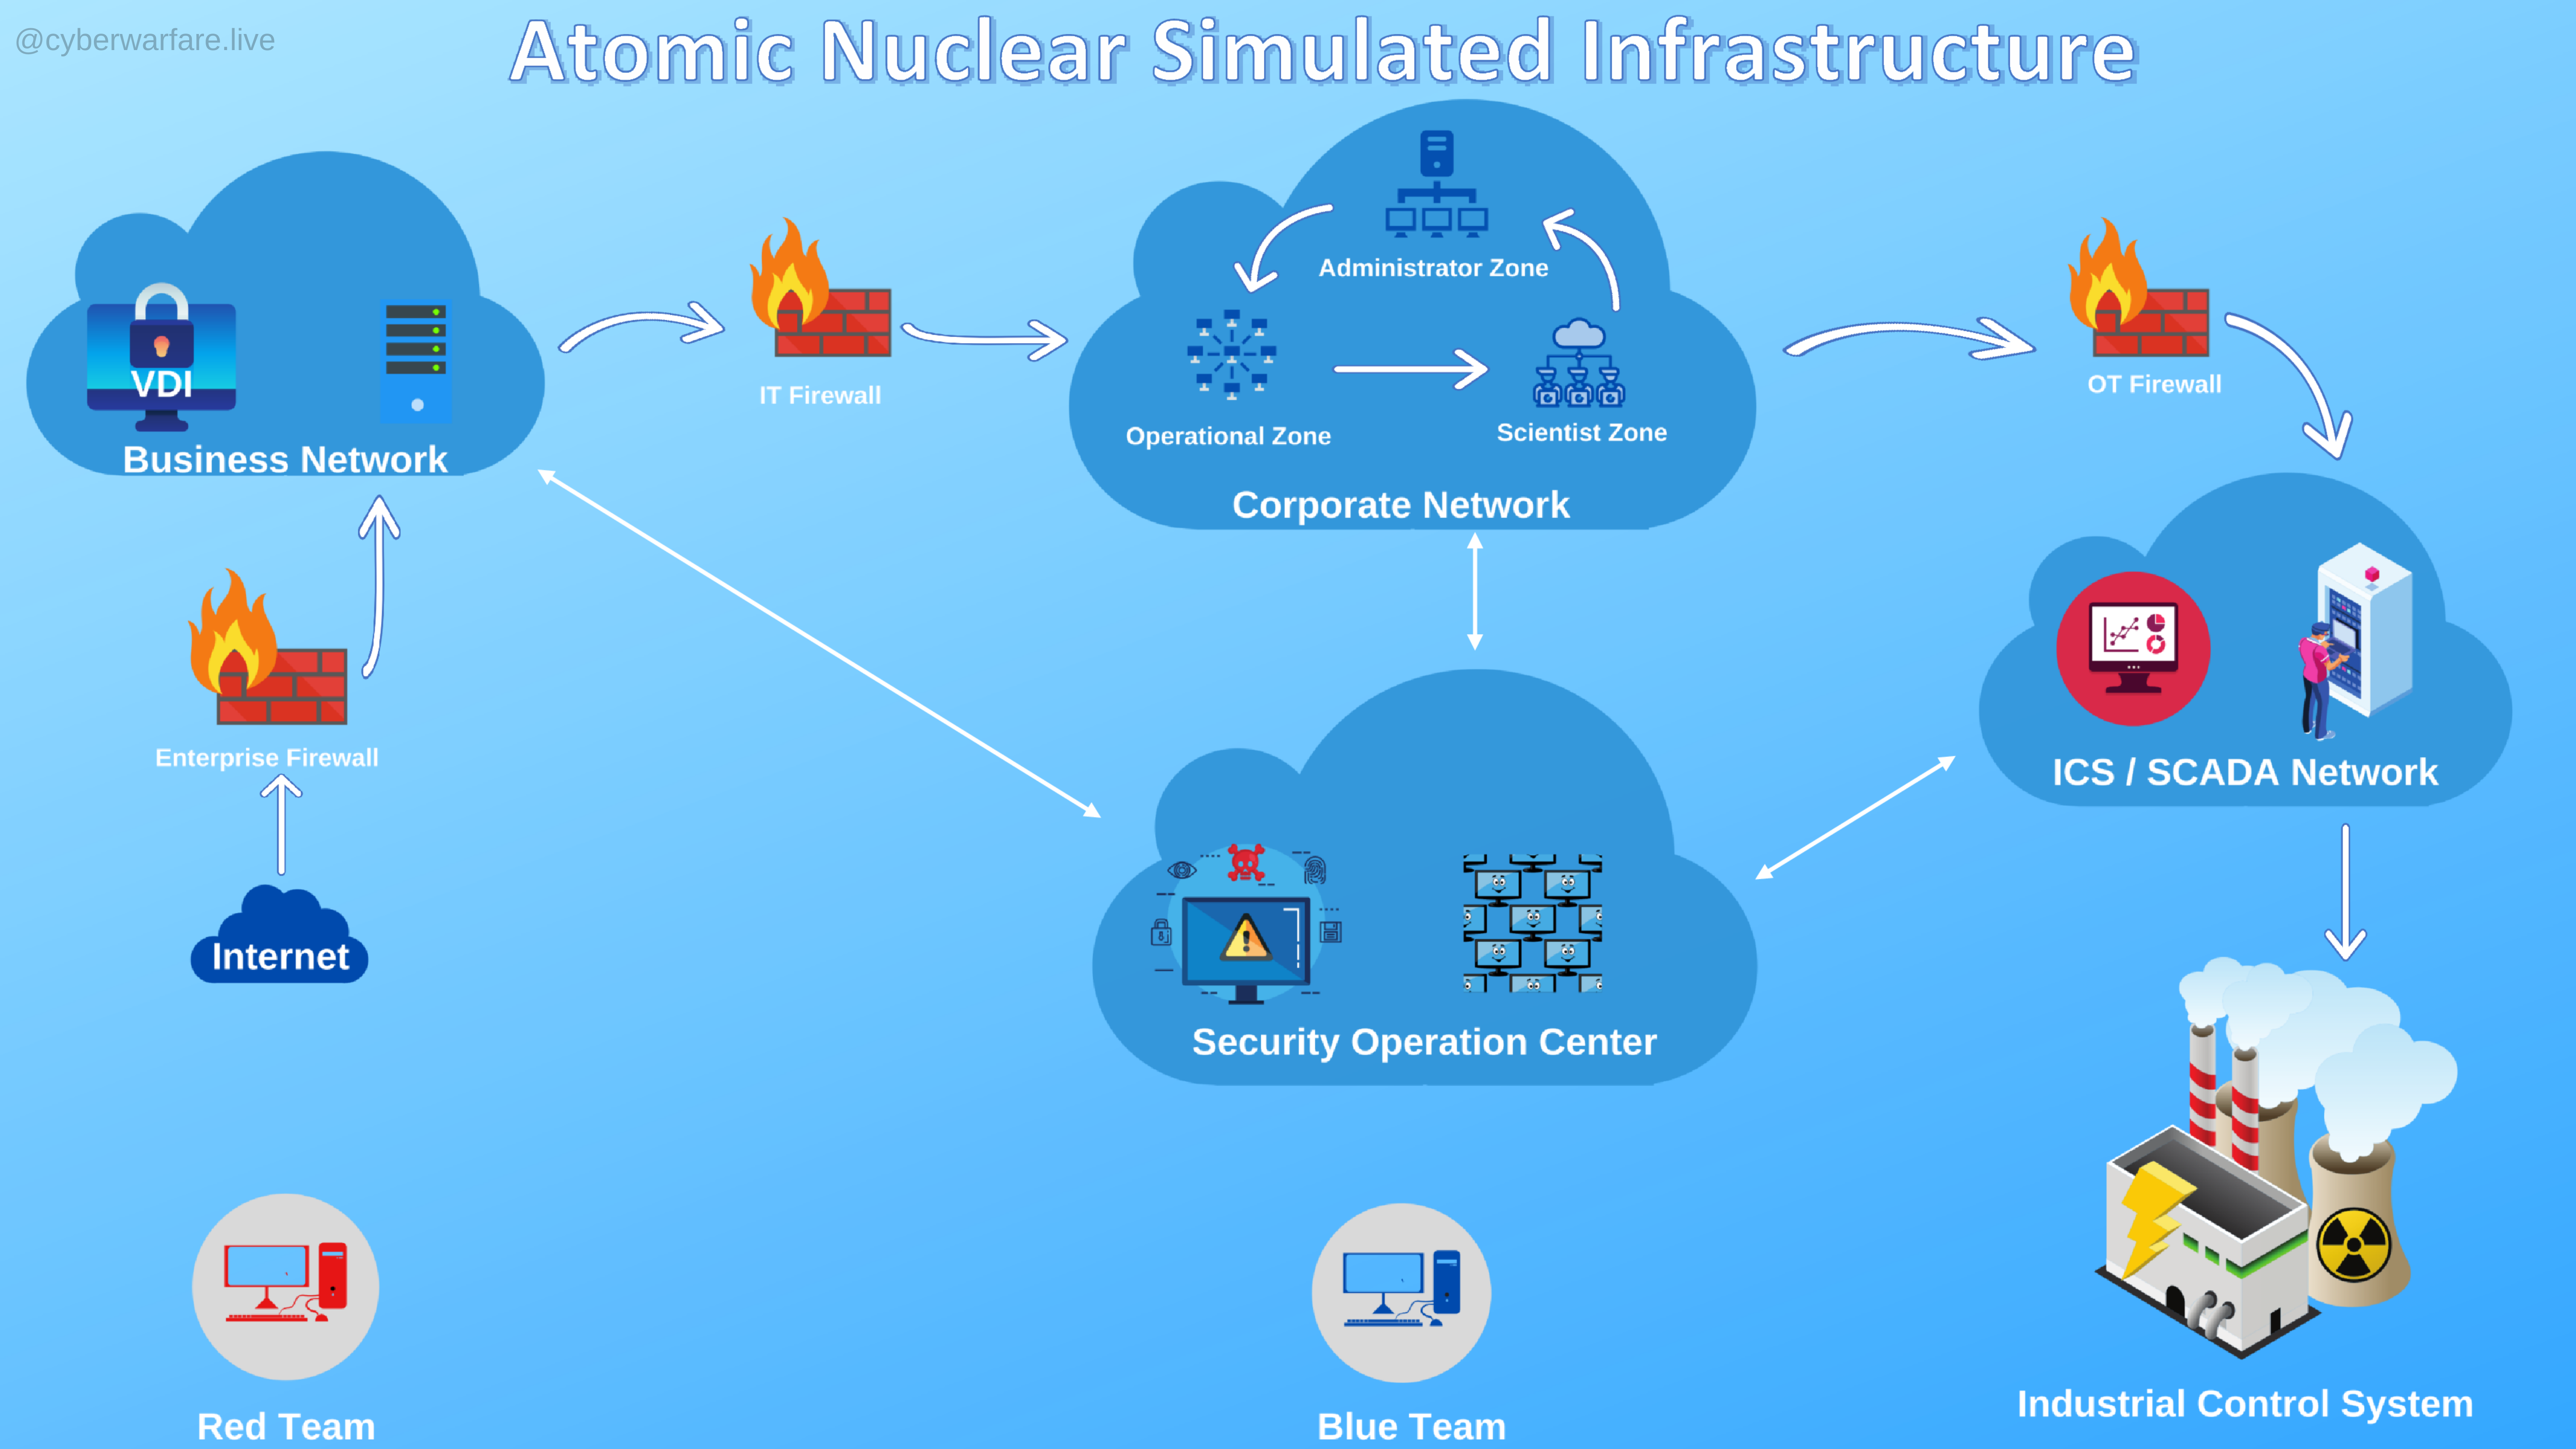 @cyberwarfare.live
Atomic Nuclear Simulated Infrastructure
Administrator Zone
VDI
IT Firewall
OT Firewall
Operational Zone
Scientist Zone
Business Network
Corporate Network
Enterprise Firewall
ICS / SCADA Network
Internet
Security Operation Center
Industrial Control System
Red Team
Blue Team